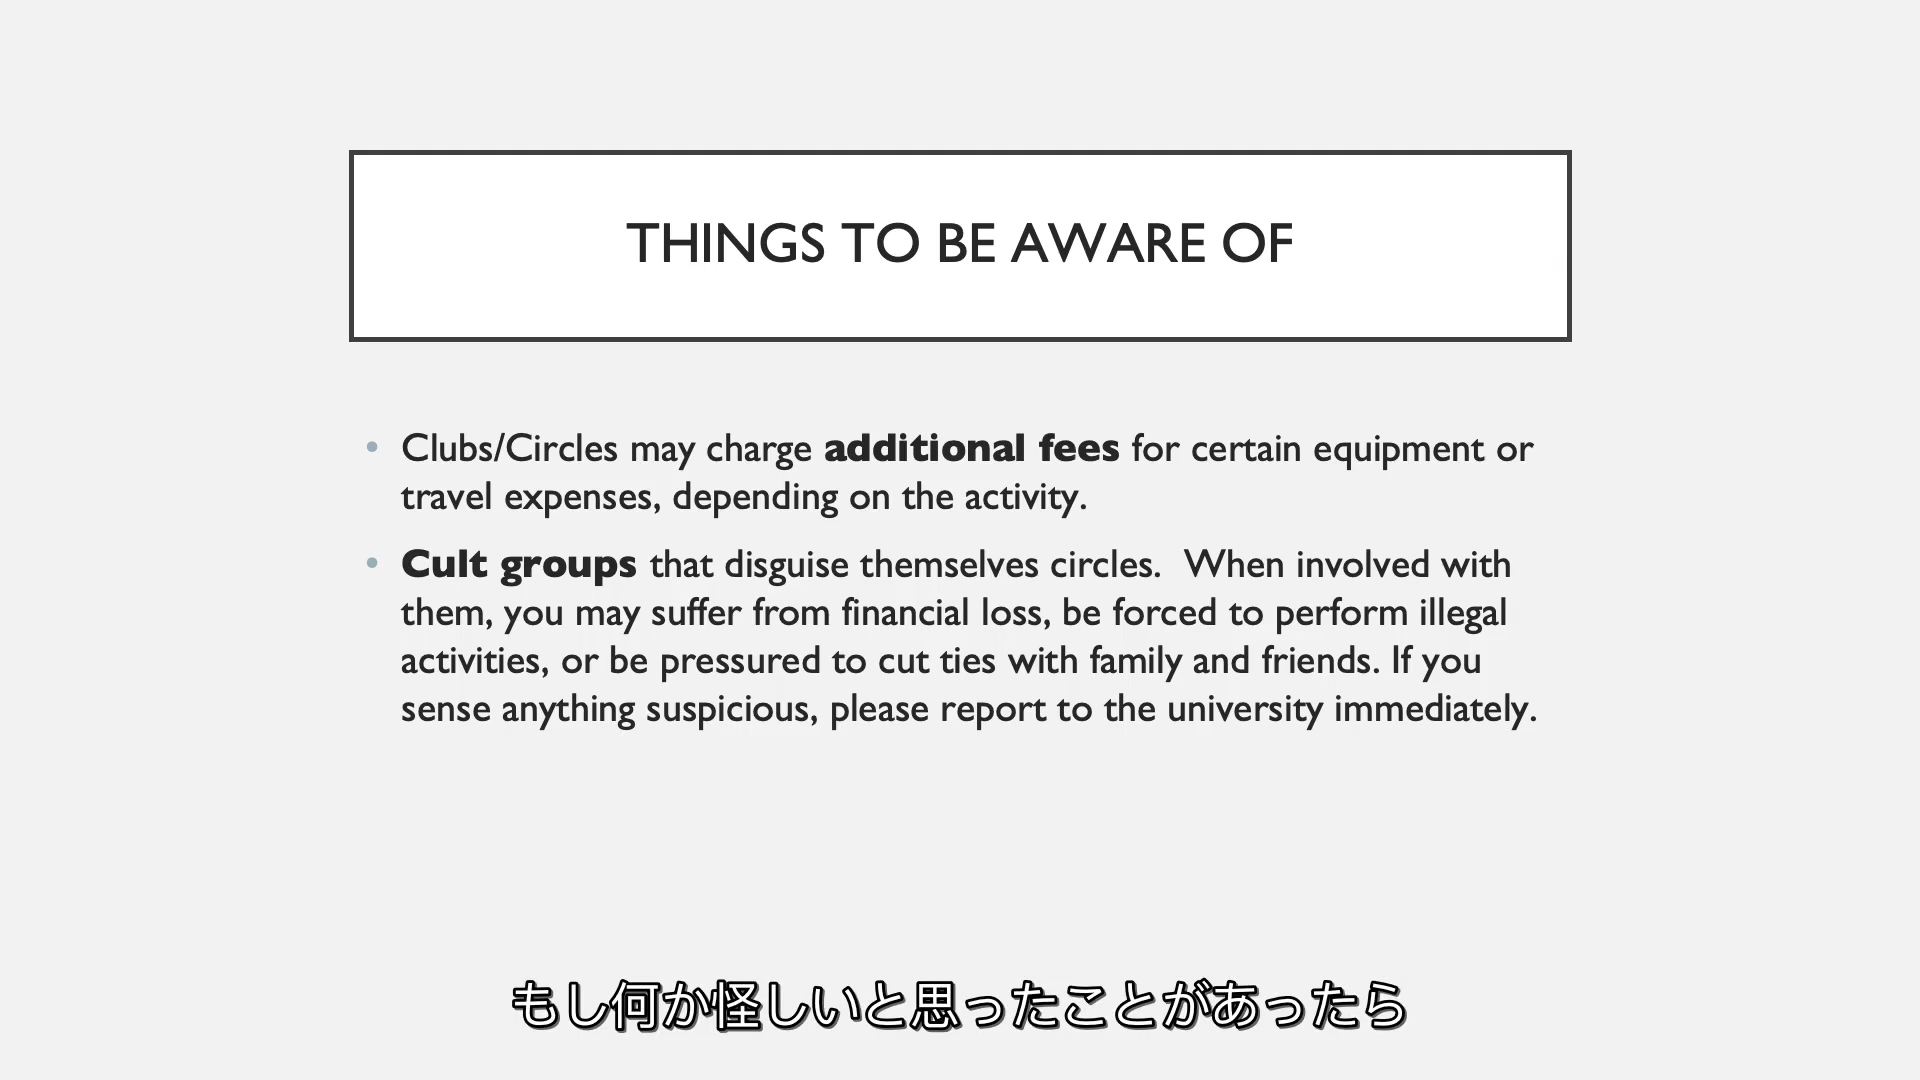 THINGS TO BE AWARE OF
• Clubs/Circles may charge additional fees for certain equipment or
travel expenses, depending on the activity.
• Cult groups that disguise themselves circles.  When involved with
them, you may suffer from financial loss, be forced to perform illegal
activities, or be pressured to cut ties with family and friends. If you
sense anything suspicious, please report to the university immediately.
もし何か怪しいと思ったことがあったら